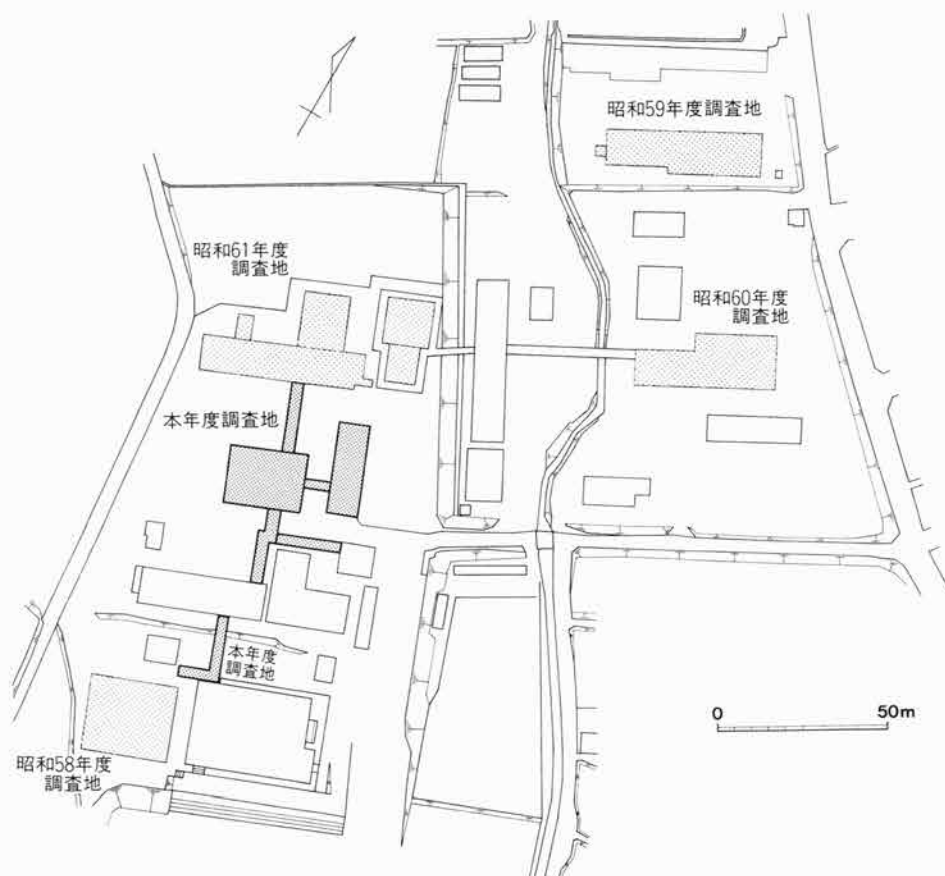 昭和59年度調査地
昭和61年度
調査地
昭和60年度
調査地
本年度調査地
本年度
調査地
0 50m
昭和58年度
調査地